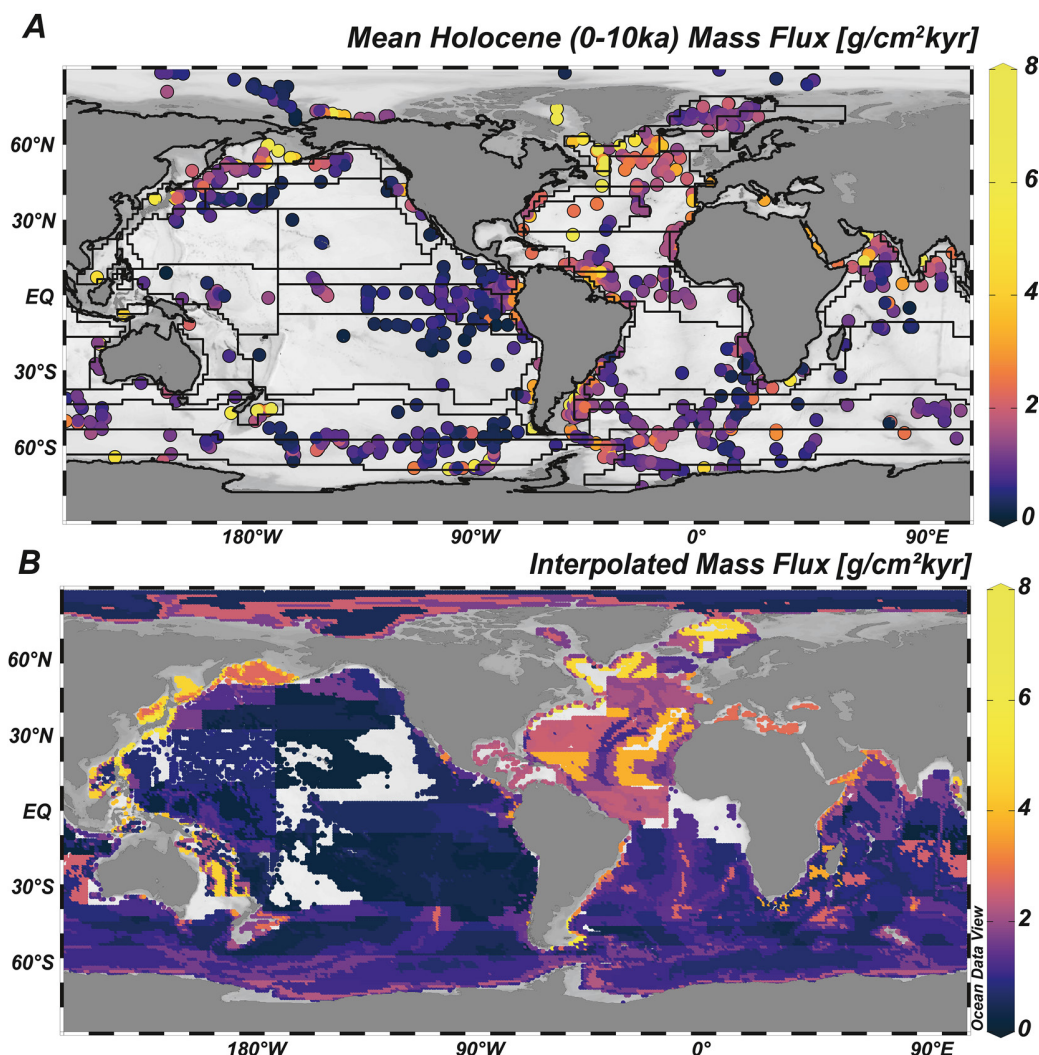 A
Mean Holocene (0-10ka) Mass Flux [g/cm²kyr]
8
60°N
6
30°N
4
EQ
30°S
2
60°S
0
180°W 90°W 0° 90°E
B
Interpolated Mass Flux [g/cm²kyr]
8
60°N
6
30°N
EQ
4
30°S
2
60°S
Ocean Data View
0
180°W 90°W 0° 90°E